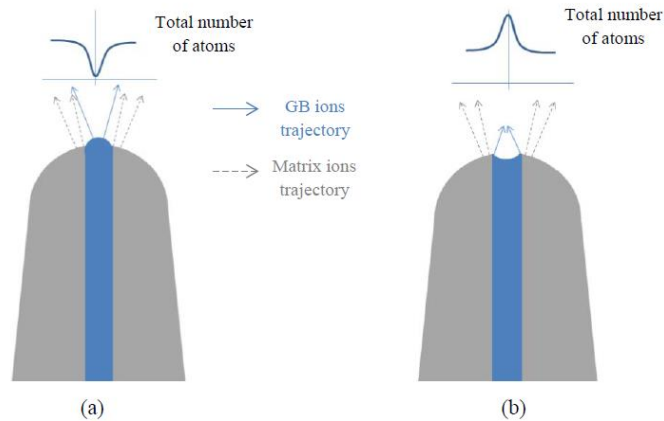 Total number
of atoms
Total number
of atoms
GB ions
trajectory
Matrix ions
trajectory
(a)
(b)